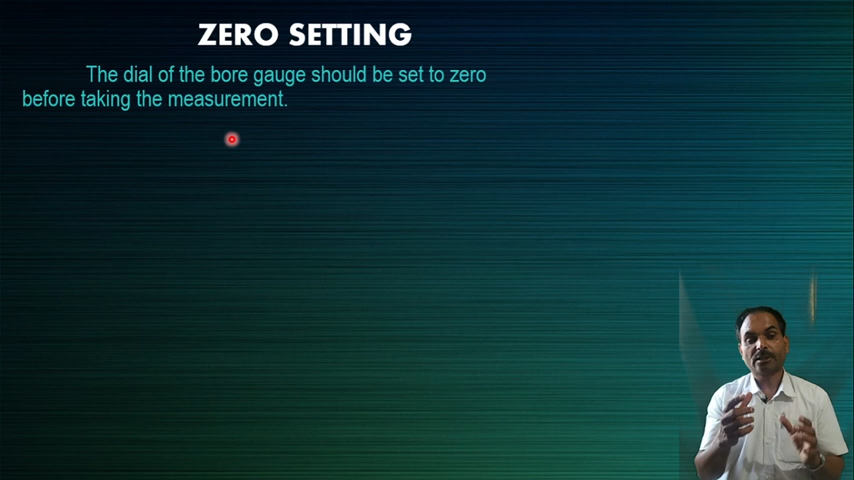 ZERO SETTING
The dial of the bore gauge should be set to zero
before taking the measurement.